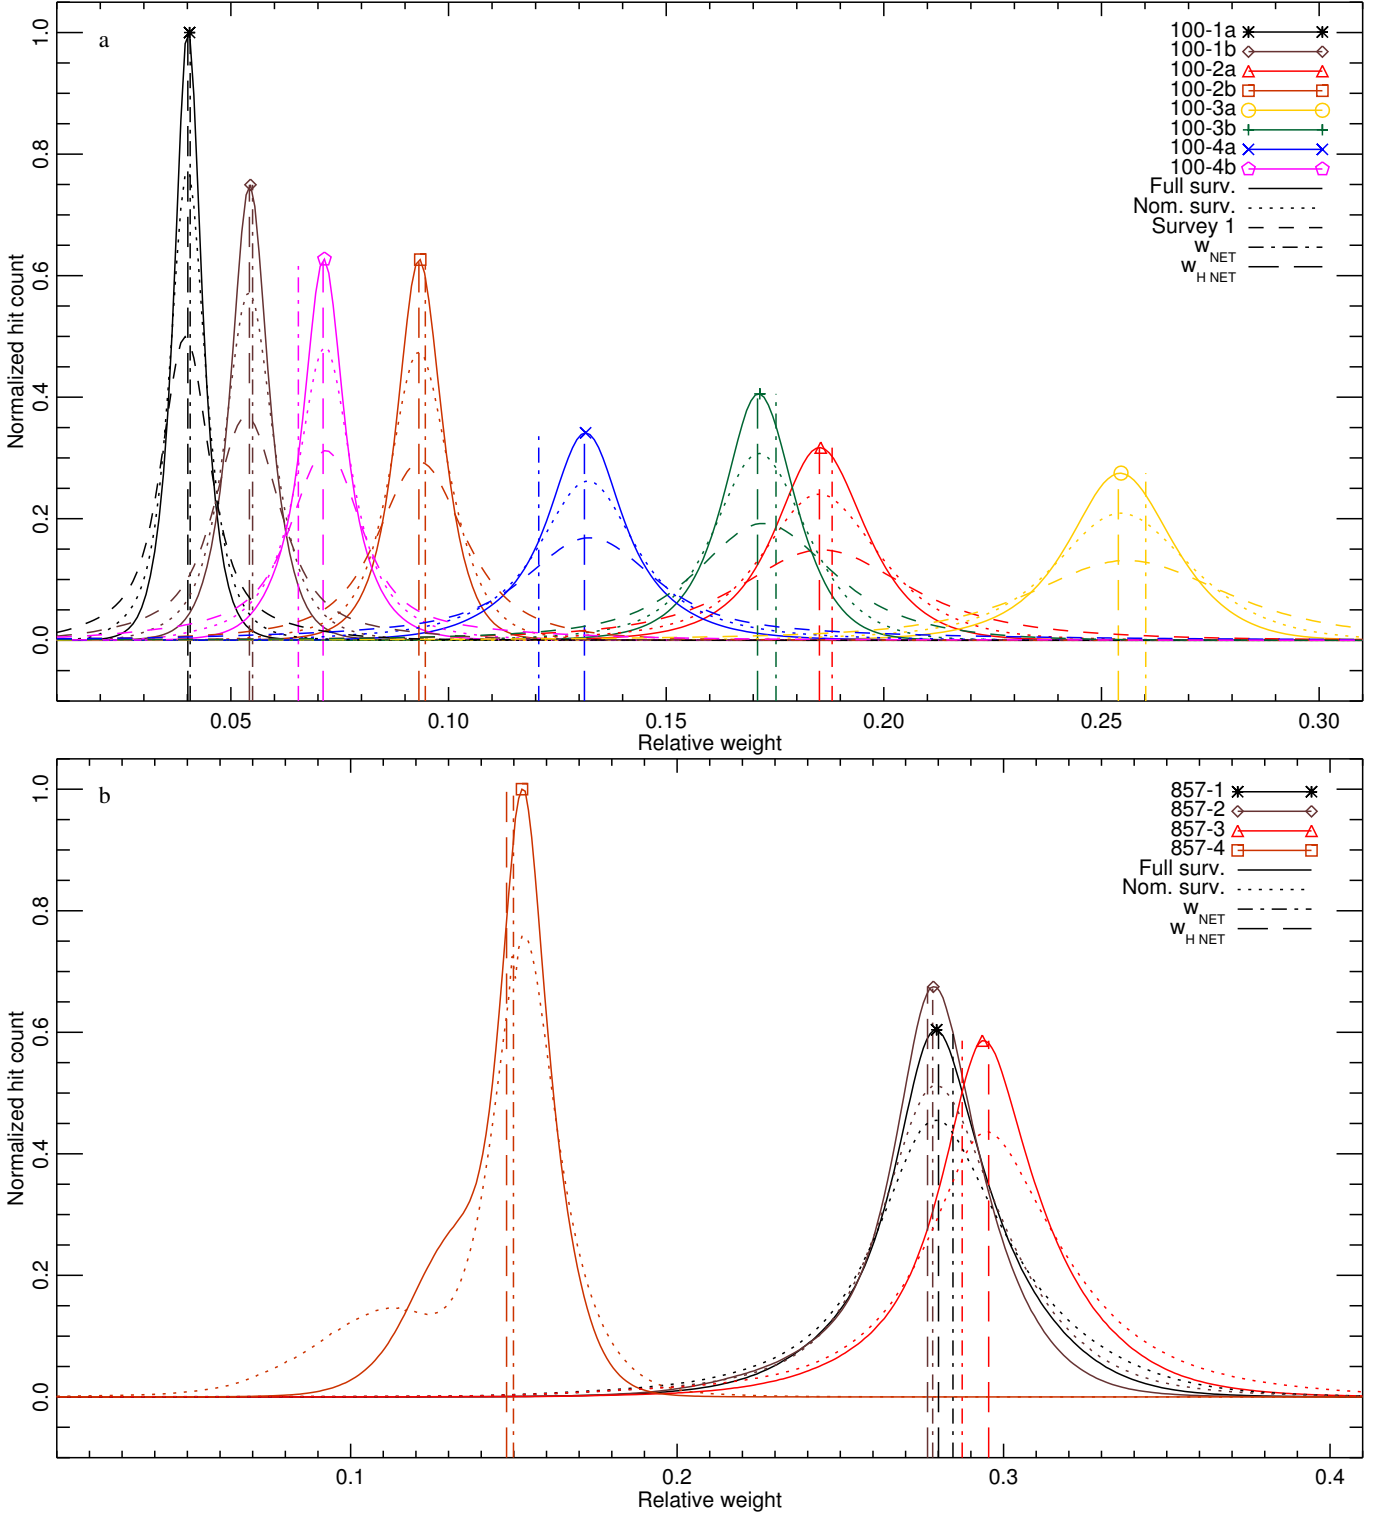 a
1.0
0.8
0.6
0.4
0.2
0.0
Normalized hit count
100-1a
100-1b
100-2a
100-2b
100-3a
100-3b
100-4a
100-4b
Full surv.
Nom. surv.
Survey 1
w NET
w H NET
0.05 0.10 0.15 0.20 0.25 0.30
Relative weight
b
1.0
0.8
0.6
0.4
0.2
0.0
Normalized hit count
857-1
857-2
857-3
857-4
Full surv.
Nom. surv.
w NET
w H NET
0.1 0.2 0.3 0.4
Relative weight